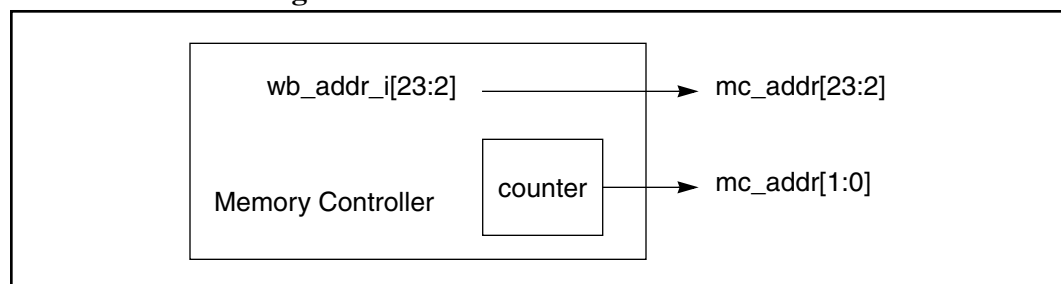 wb_addr_i[23:2]
mc_addr[23:2]
counter
mc_addr[1:0]
Memory Controller